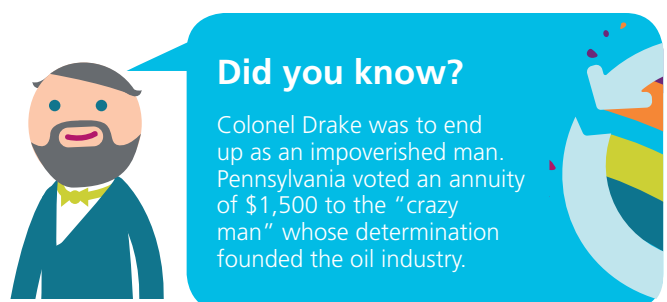 Did you know?
Colonel Drake was to end
up as an impoverished man.
Pennsylvania voted an annuity
of $1,500 to the “crazy
man” whose determination
founded the oil industry.